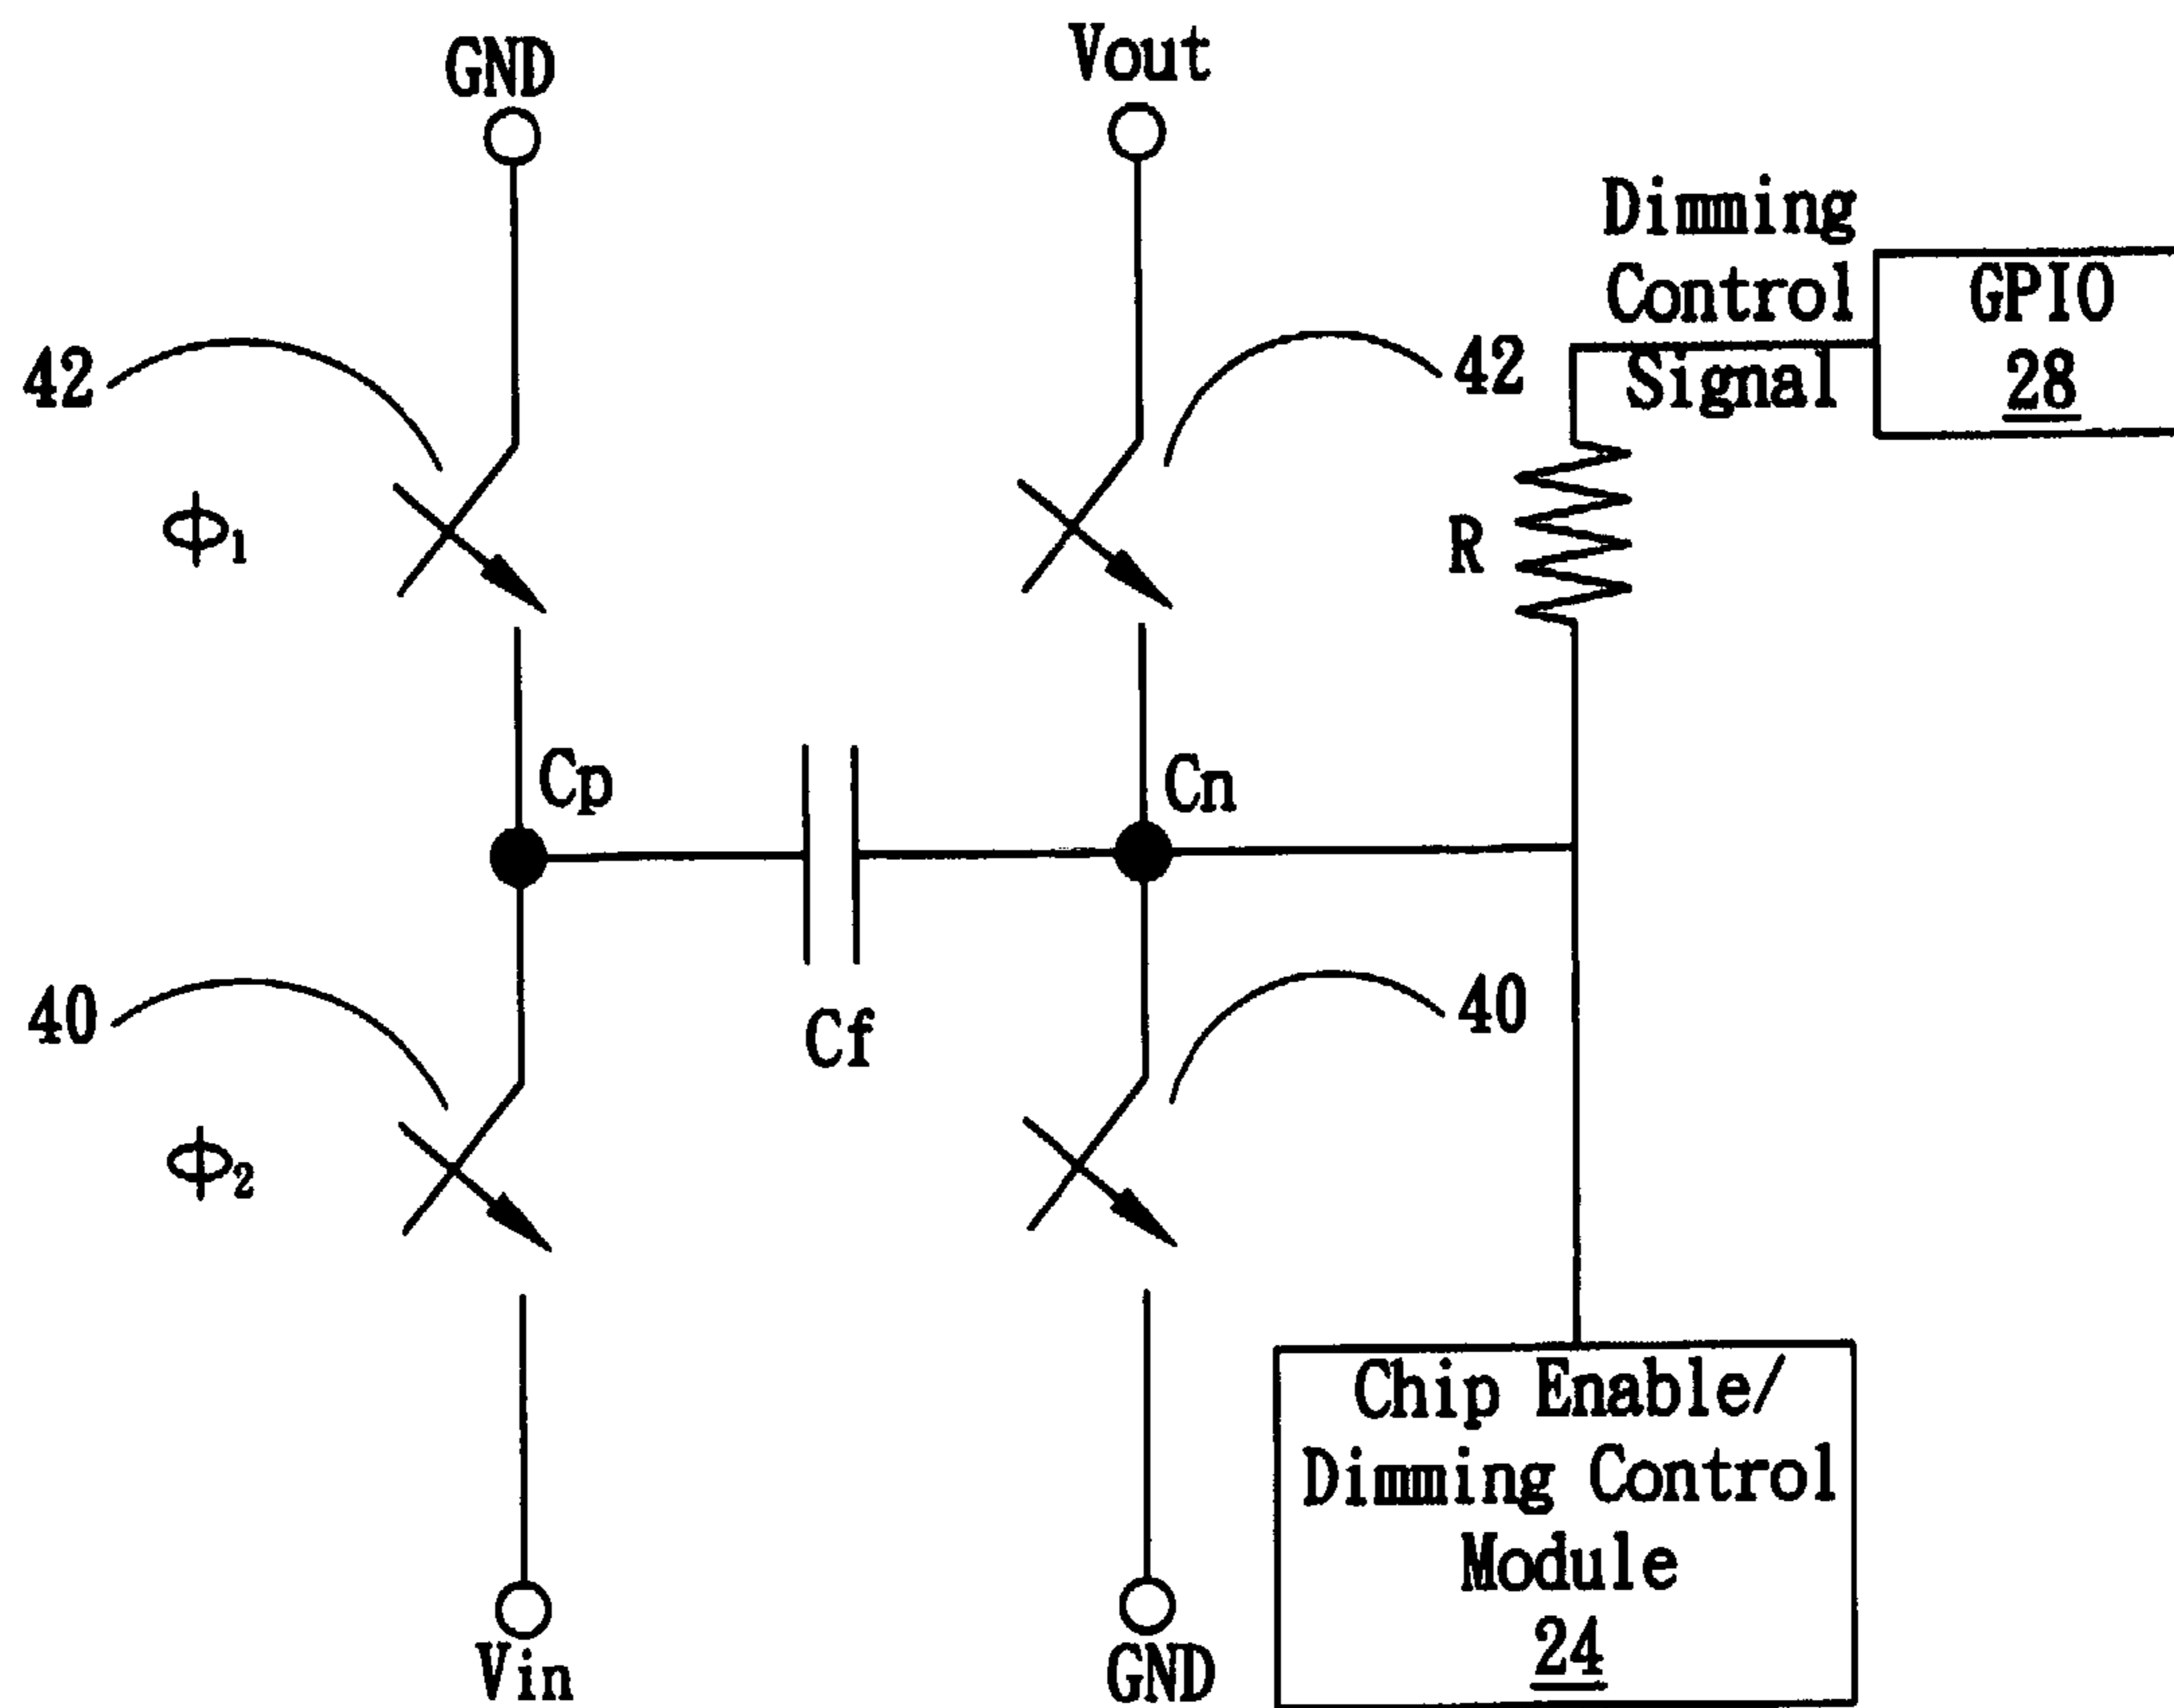 GND
Vout
Dimming
Control
Signal
GPIO
28
42
42
Φ1
R
Cp
Cn
40
Cf
40
Φ2
Vin
GND
Chip Enable/
Dimming Control
Module
24